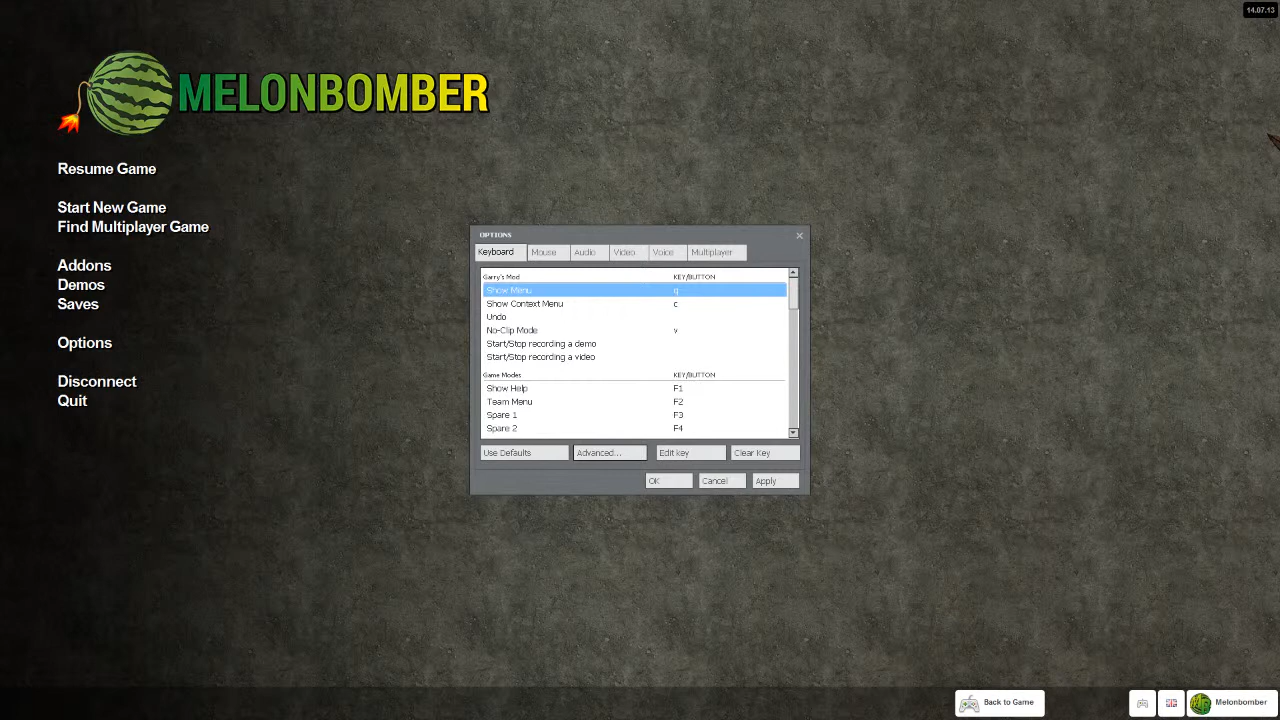 14.07.13
MELONBOMBER
Resume Game
Start New Game
Find Multiplayer Game
Addons
Demos
Saves
Options
Disconnect
Quit
OPTIONS
Keyboard Mouse Audio Video Voice Multiplayer
Garry's Mod KEY/BUTTON
Show Menu q
Show Context Menu c
Undo
No-Clip Mode v
Start/Stop recording a demo
Start/Stop recording a video
Game Modes KEY/BUTTON
Show Help F1
Team Menu F2
Spare 1 F3
Spare 2 F4
Use Defaults Advanced... Edit key Clear Key
OK Cancel Apply
Back to Game Melonbomber